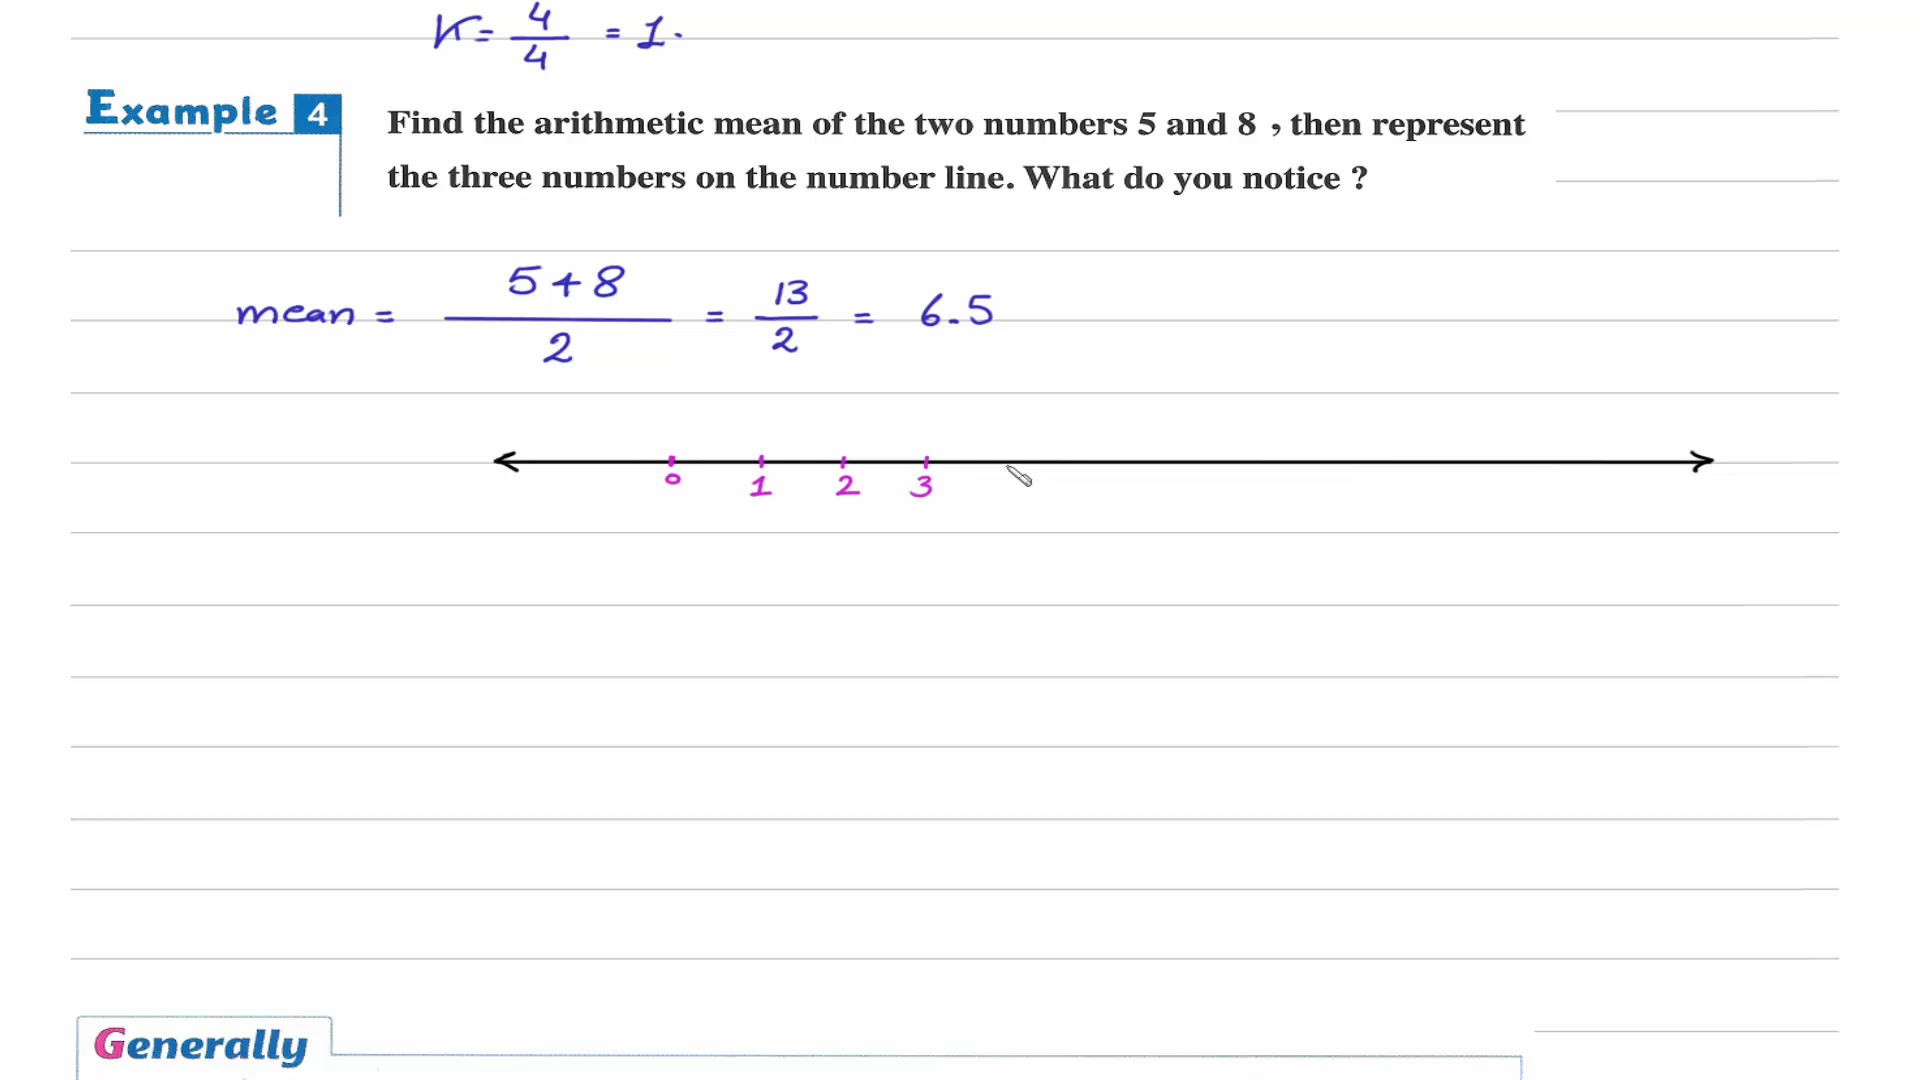 K = 4/4 = 1.
Example 4
Find the arithmetic mean of the two numbers 5 and 8 , then represent
the three numbers on the number line. What do you notice ?
mean = 5+8/2 = 13/2 = 6.5
0 1 2 3
Generally